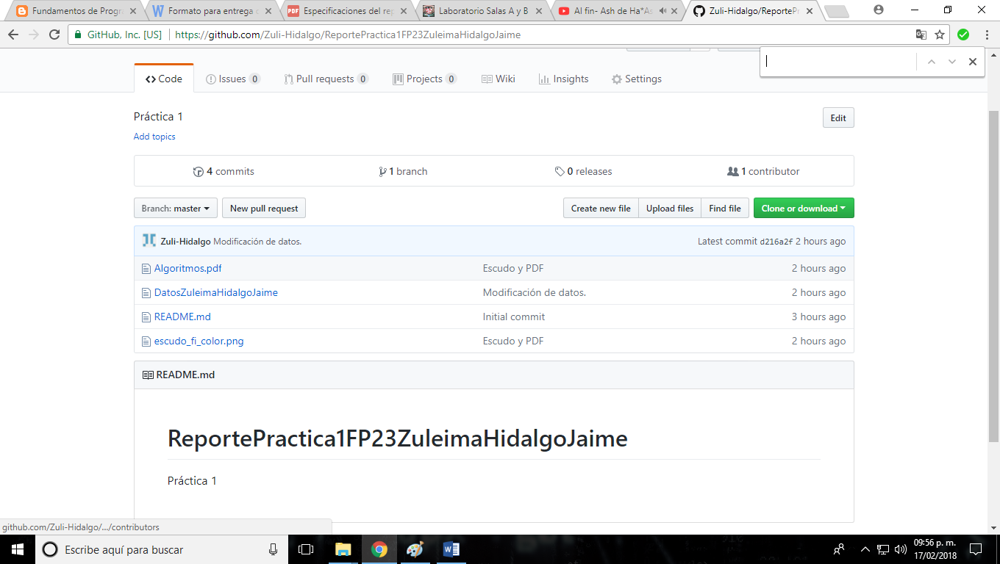 Fundamentos de Progr
Formato para entrega d
Especificaciones del rep
Laboratorio Salas A y B
Al fin- Ash de Ha*As
Zuli-Hidalgo/ReportePr
GitHub, Inc. [US]
https://github.com/Zuli-Hidalgo/ReportePractica1FP23ZuleimaHidalgoJaime
Code
Issues 0
Pull requests 0
Projects 0
Wiki
Insights
Settings
Práctica 1
Edit
Add topics
4 commits
1 branch
0 releases
1 contributor
Branch: master
New pull request
Create new file
Upload files
Find file
Clone or download
Zuli-Hidalgo Modificación de datos.
Latest commit d216a2f 2 hours ago
Algoritmos.pdf
Escudo y PDF
2 hours ago
DatosZuleimaHidalgoJaime
Modificación de datos.
2 hours ago
README.md
Initial commit
3 hours ago
escudo_fi_color.png
Escudo y PDF
2 hours ago
README.md
ReportePractica1FP23ZuleimaHidalgoJaime
Práctica 1
github.com/Zuli-Hidalgo/.../contributors
Escribe aquí para buscar
09:56 p. m.
17/02/2018